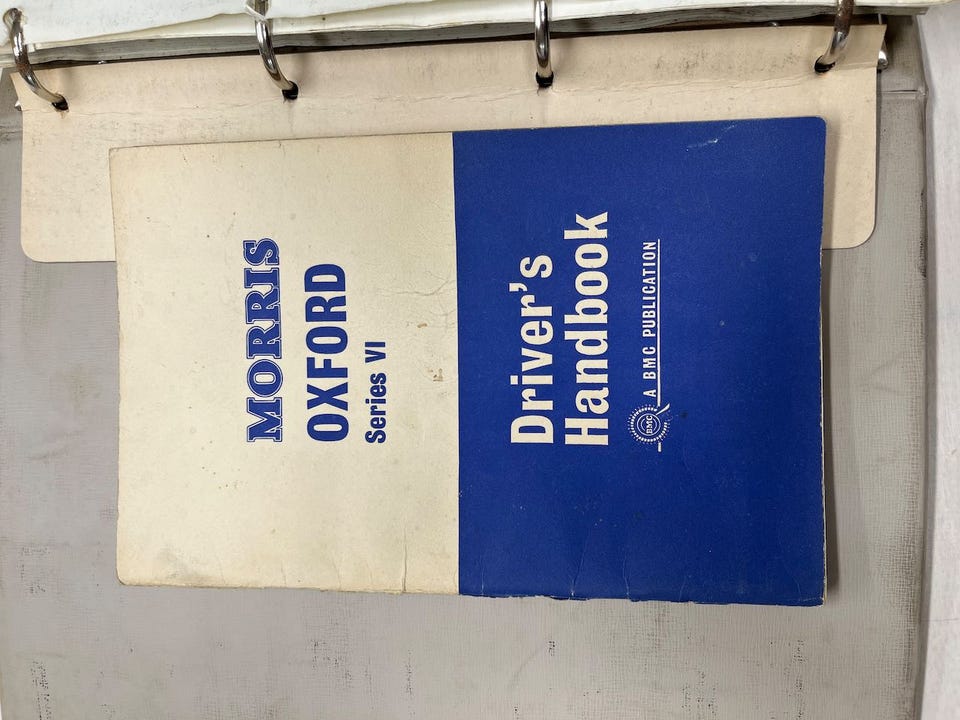 MORRIS
OXFORD
Series VI
Driver's
Handbook
BMC
A BMC PUBLICATION